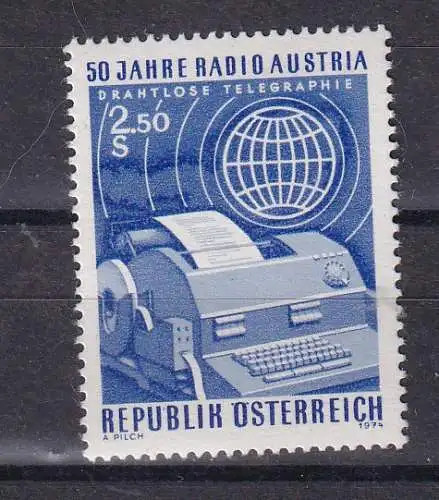 50 JAHRE RADIO AUSTRIA
DRAHTLOSE TELEGRAPHIE
2.50
S
REPUBLIK ÖSTERREICH
A PILCH 1974